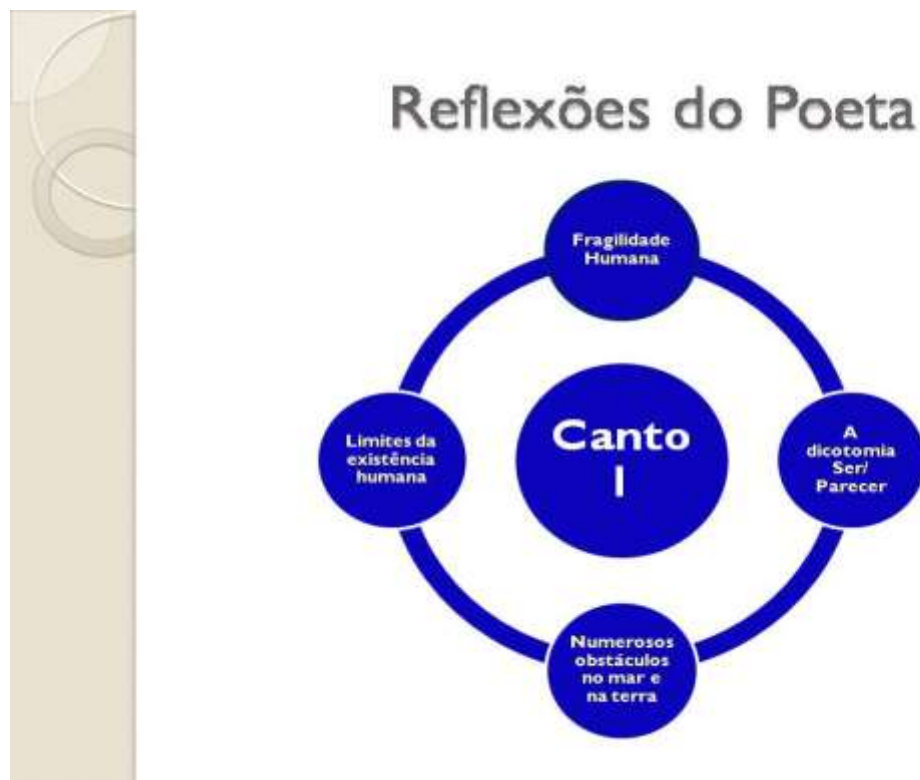 Reflexões do Poeta
Fragilidade
Humana
Limites da
existência
humana
Canto
I
A
dicotomia
Ser/
Parecer
Numerosos
obstáculos
no mar e
na terra